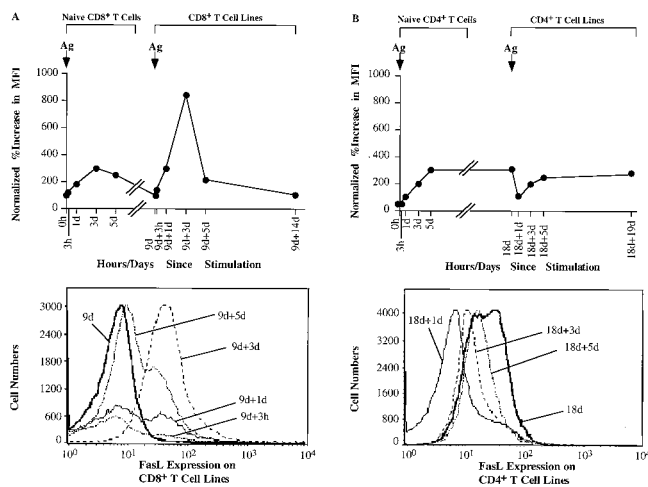 A
Naive CD8+ T Cells
CD8+ T Cell Lines
Ag
Ag
Normalized %Increase in MFI
1000
800
600
400
200
0
0h
3h
1d
3d
5d
9d
9d+3h
9d+1d
9d+3d
9d+5d
9d+14d
Hours/Days Since Stimulation
B
Naive CD4+ T Cells
CD4+ T Cell Lines
Ag
Ag
Normalized %Increase in MFI
1000
800
600
400
200
0
0h
3h
1d
3d
5d
18d
18d+1d
18d+3d
18d+5d
18d+19d
Hours/Days Since Stimulation
Cell Numbers
3000
2400
1800
1200
600
0
9d
9d+5d
9d+3d
9d+1d
9d+3h
10^0
10^1
10^2
10^3
10^4
FasL Expression on
CD8+ T Cell Lines
Cell Numbers
4000
3200
2400
1600
800
0
18d+1d
18d+3d
18d+5d
18d
10^0
10^1
10^2
10^3
10^4
FasL Expression on
CD4+ T Cell Lines